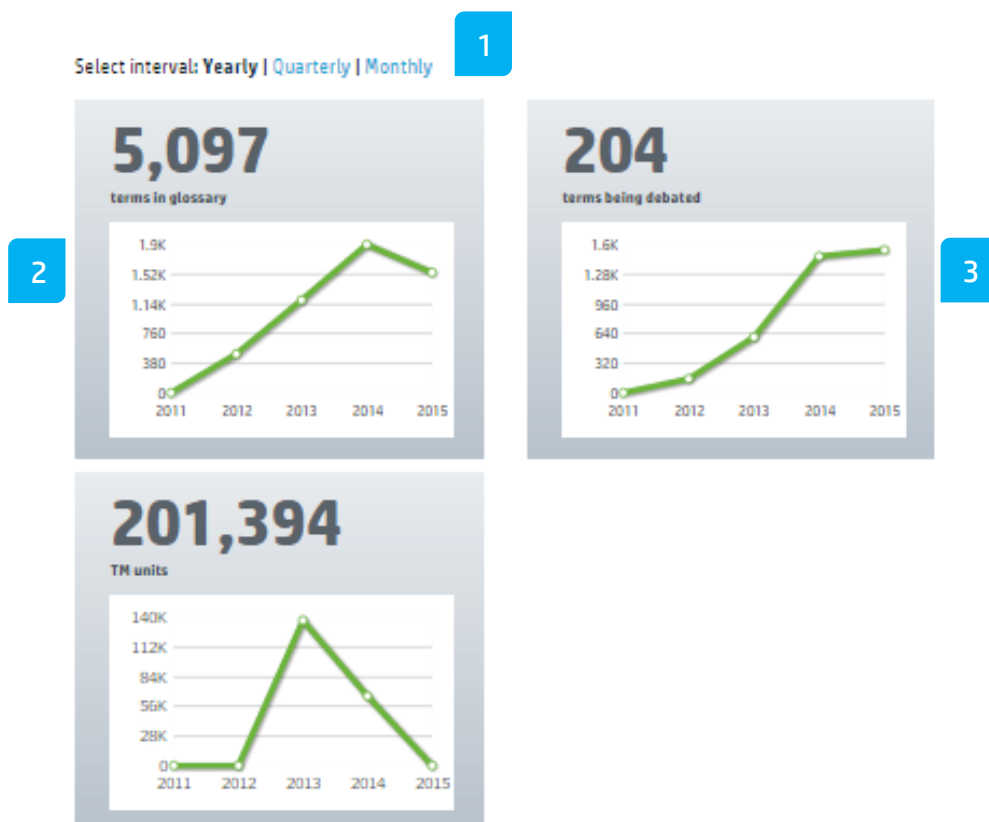 1
Select interval: Yearly | Quarterly | Monthly
5,097
terms in glossary
1.9K
1.52K
1.14K
760
380
0
2011 2012 2013 2014 2015
2
204
terms being debated
1.6K
1.28K
960
640
320
0
2011 2012 2013 2014 2015
3
201,394
TM units
140K
112K
84K
56K
28K
0
2011 2012 2013 2014 2015